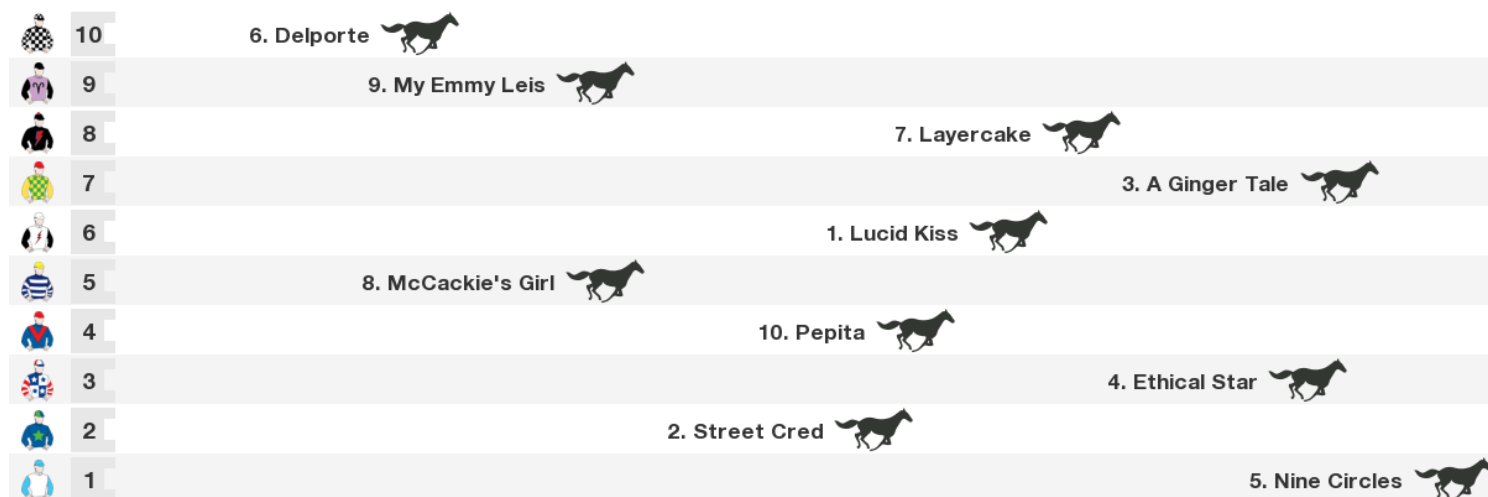 10 6. Delporte
9 9. My Emmy Leis
8 7. Layercake
7 3. A Ginger Tale
6 1. Lucid Kiss
5 8. McCackie's Girl
4 10. Pepita
3 4. Ethical Star
2 2. Street Cred
1 5. Nine Circles